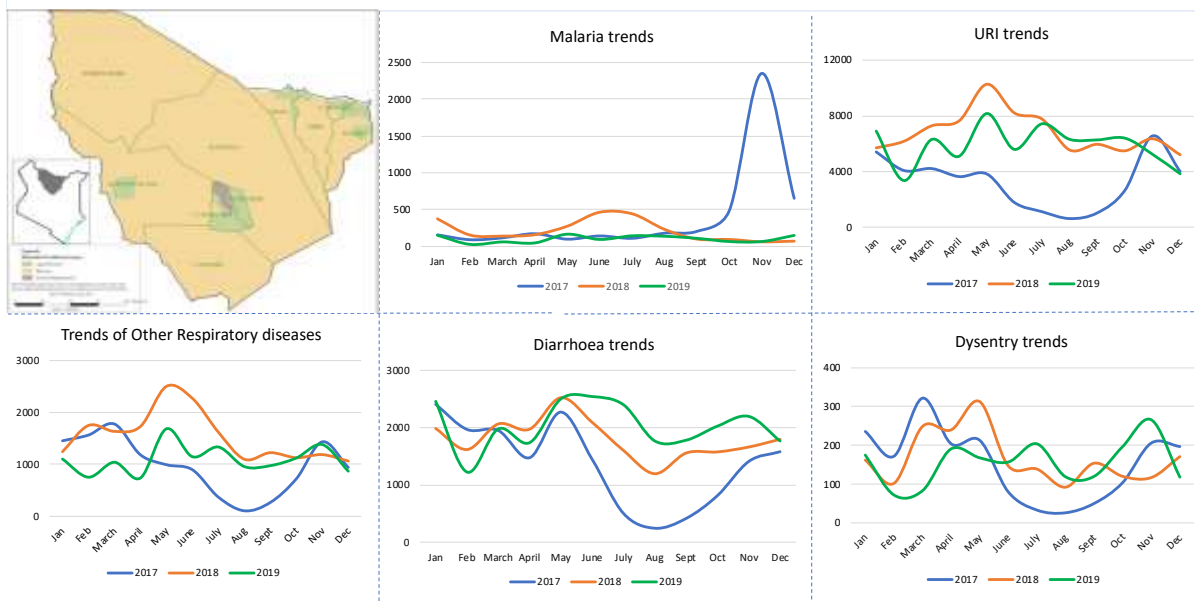 Malaria trends
2500
2000
1500
1000
500
0
Jan Feb March April May June July Aug Sept Oct Nov Dec
2017 2018 2019
URI trends
12000
8000
4000
0
Jan Feb March April May June July Aug Sept Oct Nov Dec
2017 2018 2019
Trends of Other Respiratory diseases
3000
2000
1000
0
Jan Feb March April May June July Aug Sept Oct Nov Dec
2017 2018 2019
Diarrhoea trends
3000
2000
1000
0
Jan Feb March April May June July Aug Sept Oct Nov Dec
2017 2018 2019
Dysentry trends
400
300
200
100
0
Jan Feb March April May June July Aug Sept Oct Nov Dec
2017 2018 2019